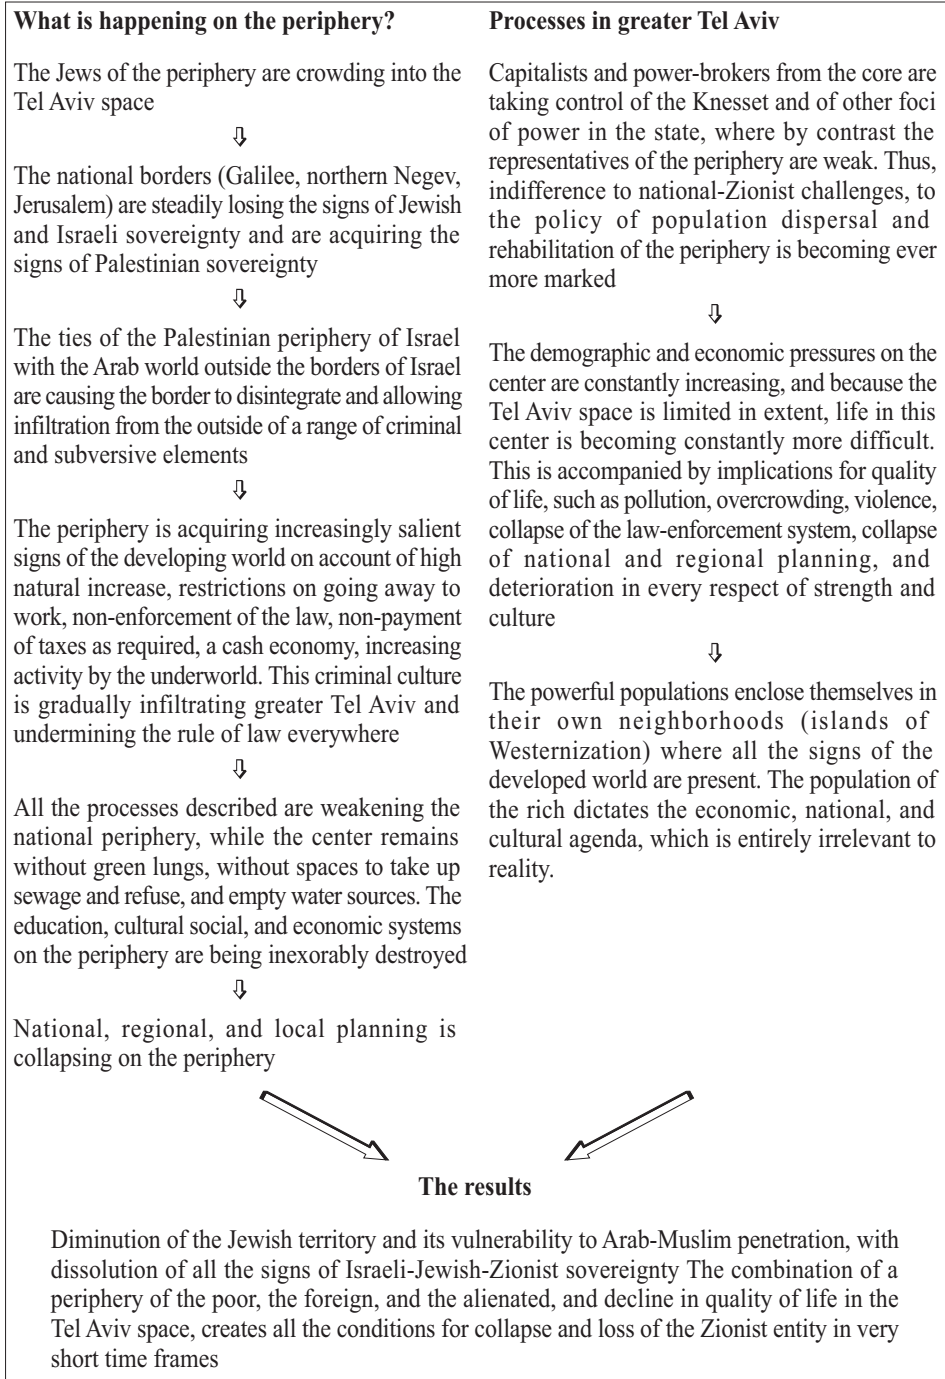 What is happening on the periphery?
The Jews of the periphery are crowding into the
Tel Aviv space
⇩
The national borders (Galilee, northern Negev,
Jerusalem) are steadily losing the signs of Jewish
and Israeli sovereignty and are acquiring the
signs of Palestinian sovereignty
⇩
The ties of the Palestinian periphery of Israel
with the Arab world outside the borders of Israel
are causing the border to disintegrate and allowing
infiltration from the outside of a range of criminal
and subversive elements
⇩
The periphery is acquiring increasingly salient
signs of the developing world on account of high
natural increase, restrictions on going away to
work, non-enforcement of the law, non-payment
of taxes as required, a cash economy, increasing
activity by the underworld. This criminal culture
is gradually infiltrating greater Tel Aviv and
undermining the rule of law everywhere
⇩
All the processes described are weakening the
national periphery, while the center remains
without green lungs, without spaces to take up
sewage and refuse, and empty water sources. The
education, cultural social, and economic systems
on the periphery are being inexorably destroyed
⇩
National, regional, and local planning is
collapsing on the periphery
Processes in greater Tel Aviv
Capitalists and power-brokers from the core are
taking control of the Knesset and of other foci
of power in the state, where by contrast the
representatives of the periphery are weak. Thus,
indifference to national-Zionist challenges, to
the policy of population dispersal and
rehabilitation of the periphery is becoming ever
more marked
⇩
The demographic and economic pressures on the
center are constantly increasing, and because the
Tel Aviv space is limited in extent, life in this
center is becoming constantly more difficult.
This is accompanied by implications for quality
of life, such as pollution, overcrowding, violence,
collapse of the law-enforcement system, collapse
of national and regional planning, and
deterioration in every respect of strength and
culture
⇩
The powerful populations enclose themselves in
their own neighborhoods (islands of
Westernization) where all the signs of the
developed world are present. The population of
the rich dictates the economic, national, and
cultural agenda, which is entirely irrelevant to
reality.
The results
Diminution of the Jewish territory and its vulnerability to Arab-Muslim penetration, with
dissolution of all the signs of Israeli-Jewish-Zionist sovereignty The combination of a
periphery of the poor, the foreign, and the alienated, and decline in quality of life in the
Tel Aviv space, creates all the conditions for collapse and loss of the Zionist entity in very
short time frames